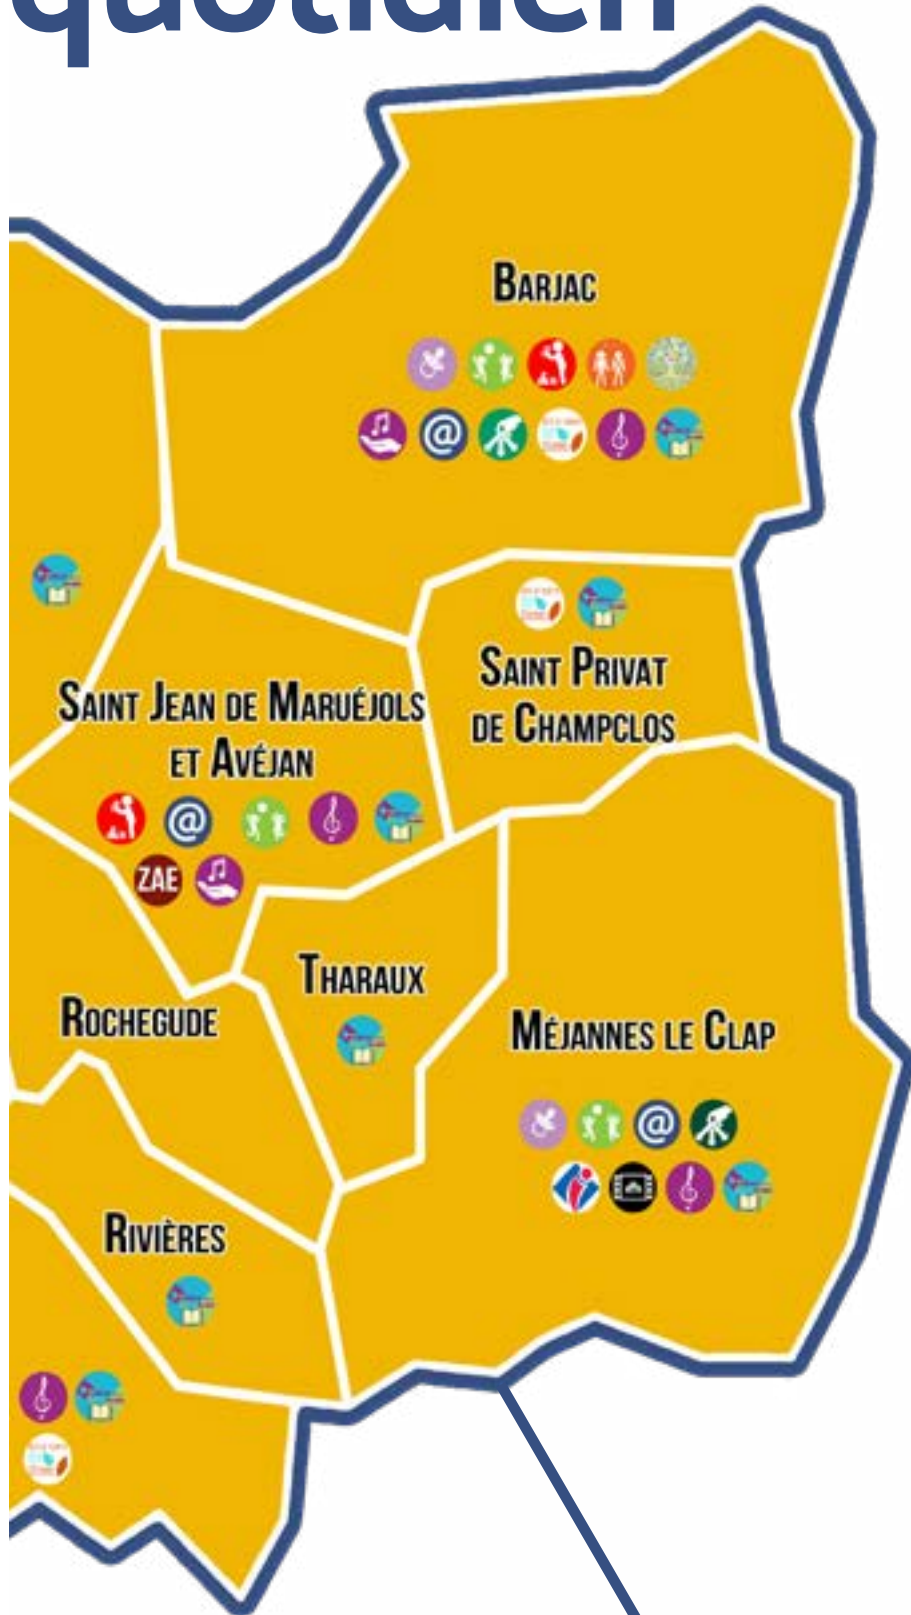 quotidien
BARJAC
@
SAINT PRIVAT
DE CHAMPCLOS
SAINT JEAN DE MARUÉJOLS
ET AVÉJAN
@
ZAE
THARAUX
ROCHEGUDE
MÉJANNES LE CLAP
@
RIVIÈRES